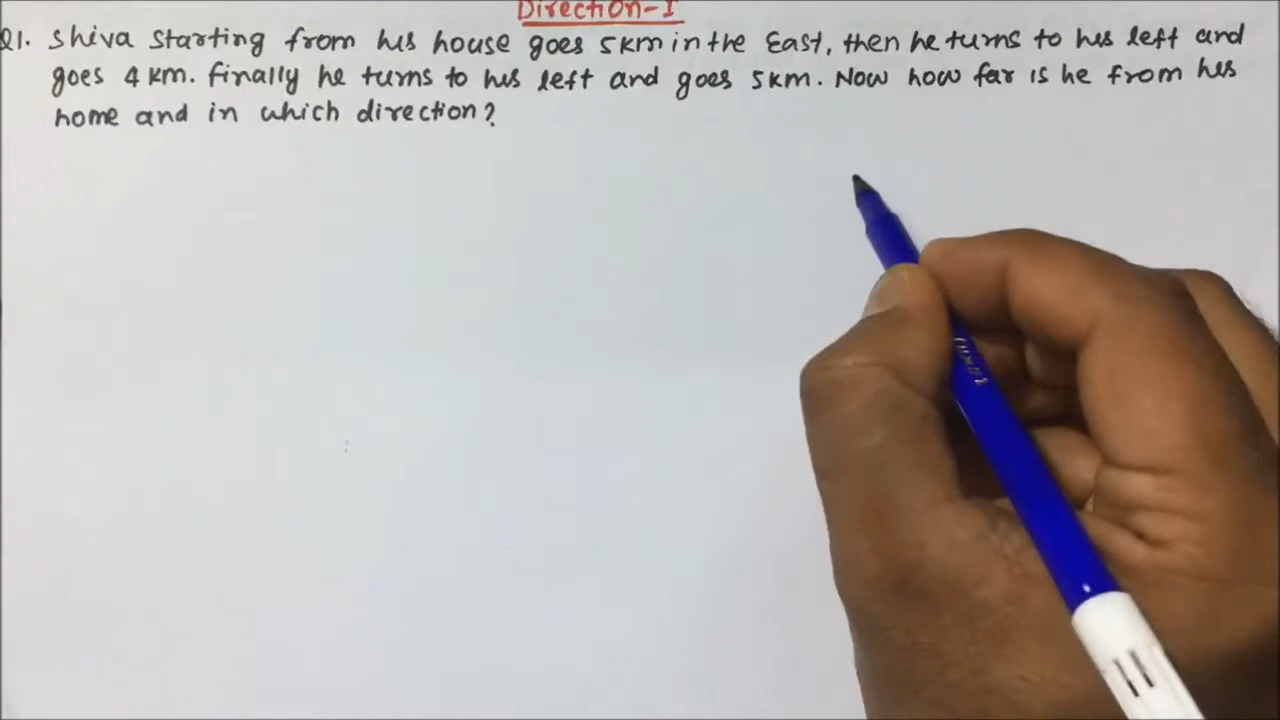 Direction-I
Q1. Shiva starting from his house goes 5km in the East, then he turns to his left and
goes 4 km. Finally he turns to his left and goes 5km. Now how far is he from his
home and in which direction?